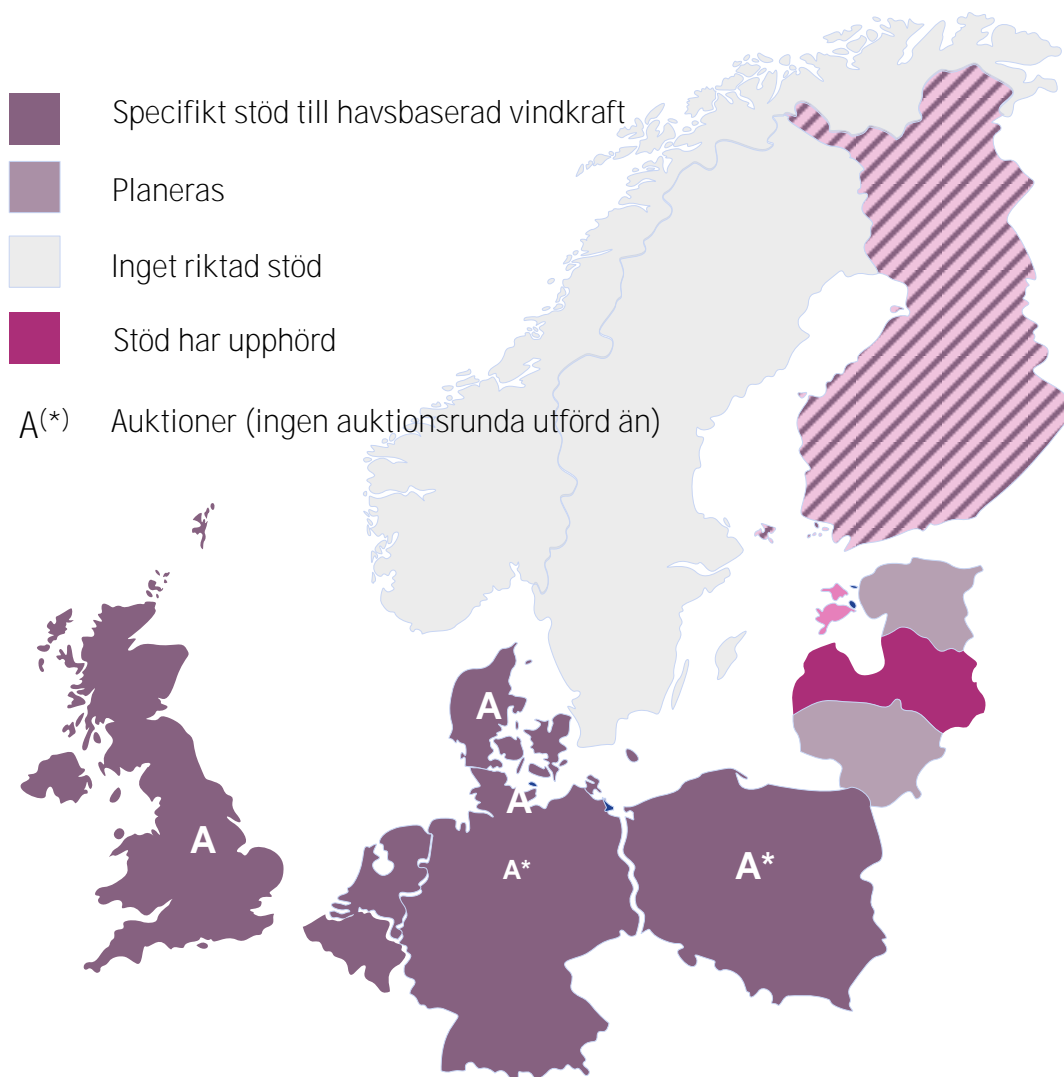 Specifikt stöd till havsbaserad vindkraft
Planeras
Inget riktad stöd
Stöd har upphörd
A(*) Auktioner (ingen auktionsrunda utförd än)
A
A
A
A*
A*